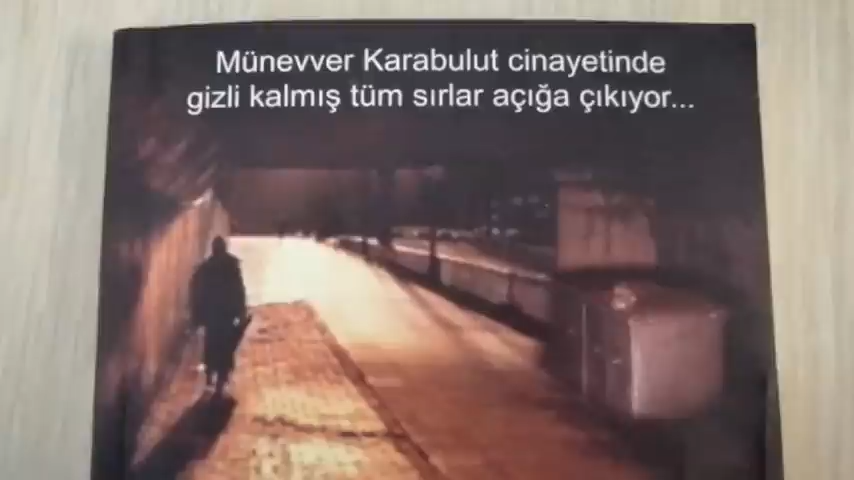 Münevver Karabulut cinayetinde
gizli kalmış tüm sırlar açığa çıkıyor...